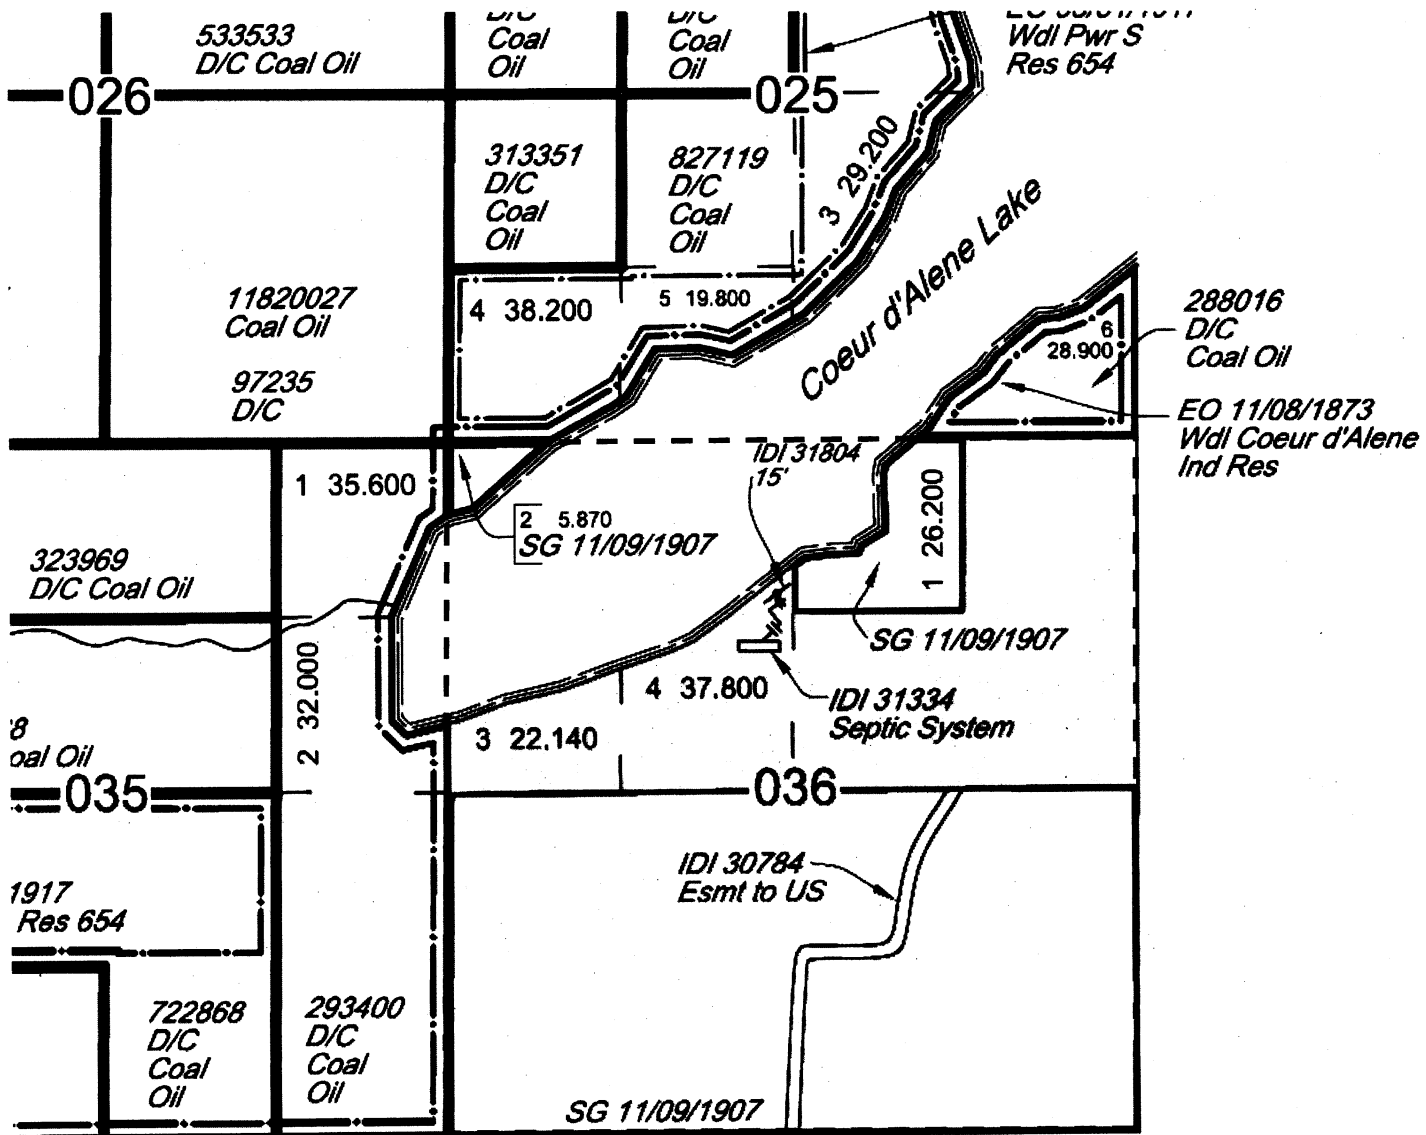 533533
D/C Coal Oil
D/C
Coal
Oil
D/C
Coal
Oil
Wdl Pwr S
Res 654
026
025
313351
D/C
Coal
Oil
827119
D/C
Coal
Oil
3 29.200
Coeur d'Alene Lake
11820027
Coal Oil
97235
D/C
4 38.200
5 19.800
6
28.900
288016
D/C
Coal Oil
EO 11/08/1873
Wdl Coeur d'Alene
Ind Res
1 35.600
2 5.870
SG 11/09/1907
IDI 31804
15'
1 26.200
SG 11/09/1907
323969
D/C Coal Oil
2 32.000
3 22.140
4 37.800
IDI 31334
Septic System
8
oal Oil
035
036
1917
Res 654
IDI 30784
Esmt to US
722868
D/C
Coal
Oil
293400
D/C
Coal
Oil
SG 11/09/1907